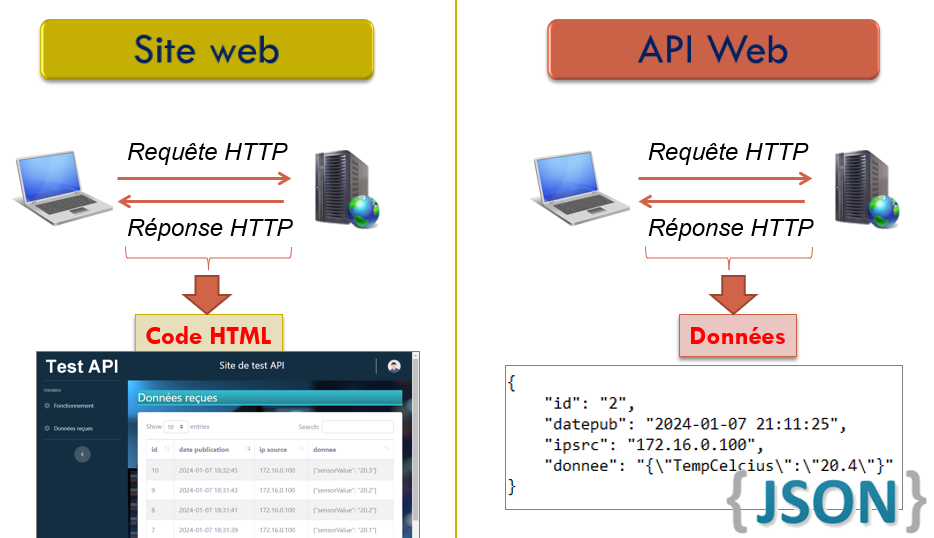 Site web
Requête HTTP
Réponse HTTP
Code HTML
Test API
Site de test API
Fonctionnement
Données reçues
Données reçues
Show 10 entries
Search:
id date publication ip source donnee
10 2024-01-07 18:32:45 172.16.0.100 {"sensorValue": "20.3"}
9 2024-01-07 18:31:43 172.16.0.100 {"sensorValue": "20.2"}
8 2024-01-07 18:31:41 172.16.0.100 {"sensorValue": "20.2"}
7 2024-01-07 18:31:39 172.16.0.100 {"sensorValue": "20.1"}
API Web
Requête HTTP
Réponse HTTP
Données
{
"id": "2",
"datepub": "2024-01-07 21:11:25",
"ipsrc": "172.16.0.100",
"donnee": "{\"TempCelcius\":\"20.4\"}"
}
{JSON}